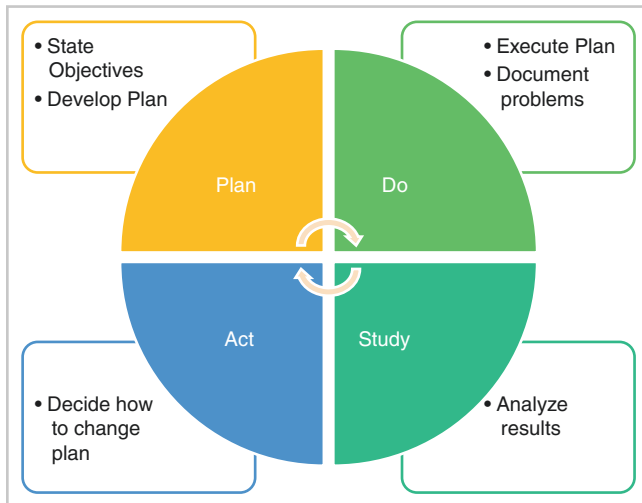 • State
Objectives
• Develop Plan
• Execute Plan
• Document
problems
Plan
Do
Act
Study
• Decide how
to change
plan
• Analyze
results